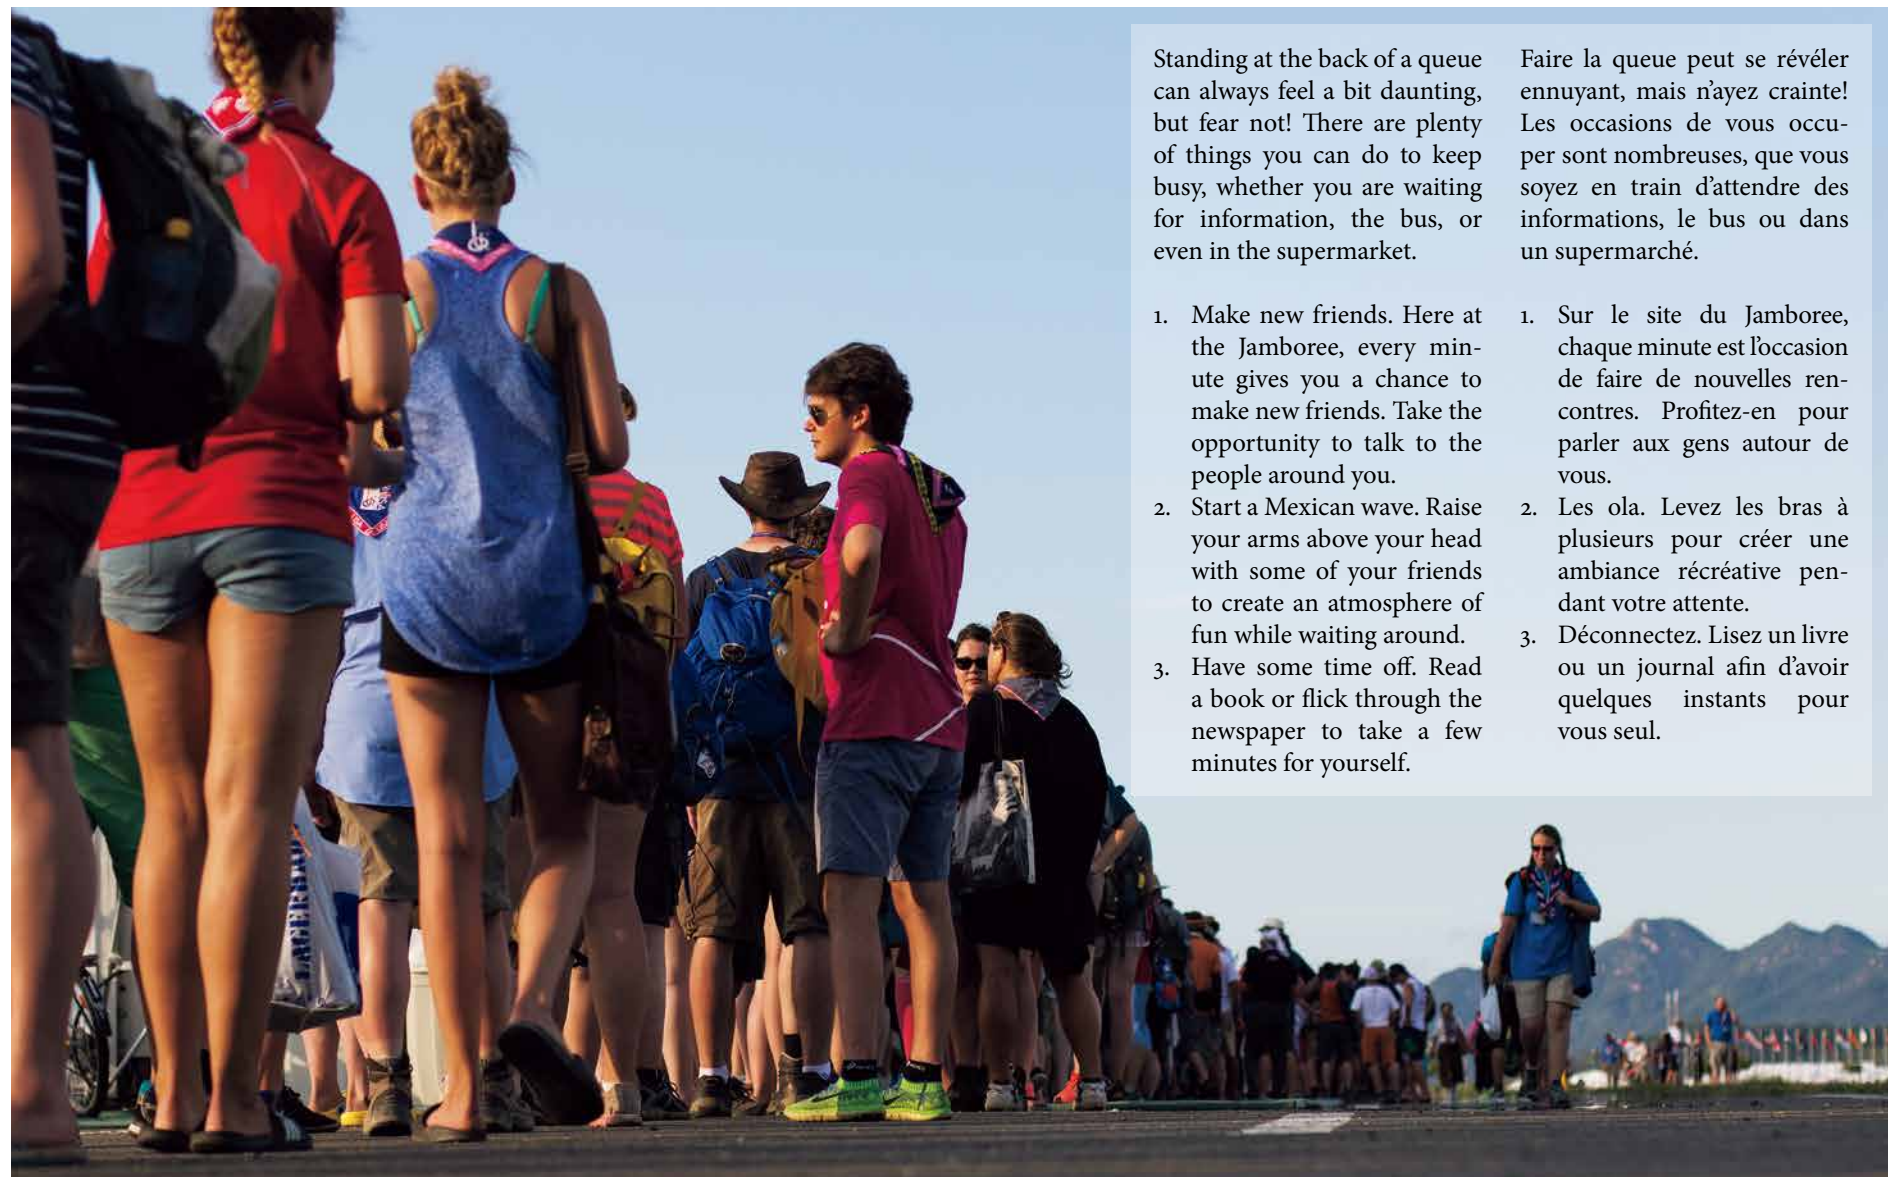 Standing at the back of a queue
can always feel a bit daunting,
but fear not! There are plenty
of things you can do to keep
busy, whether you are waiting
for information, the bus, or
even in the supermarket.
1. Make new friends. Here at
the Jamboree, every min-
ute gives you a chance to
make new friends. Take the
opportunity to talk to the
people around you.
2. Start a Mexican wave. Raise
your arms above your head
with some of your friends
to create an atmosphere of
fun while waiting around.
3. Have some time off. Read
a book or flick through the
newspaper to take a few
minutes for yourself.
Faire la queue peut se révéler
ennuyant, mais n'ayez crainte!
Les occasions de vous occu-
per sont nombreuses, que vous
soyez en train d'attendre des
informations, le bus ou dans
un supermarché.
1. Sur le site du Jamboree,
chaque minute est l'occasion
de faire de nouvelles ren-
contres. Profitez-en pour
parler aux gens autour de
vous.
2. Les ola. Levez les bras à
plusieurs pour créer une
ambiance récréative pen-
dant votre attente.
3. Déconnectez. Lisez un livre
ou un journal afin d'avoir
quelques instants pour
vous seul.